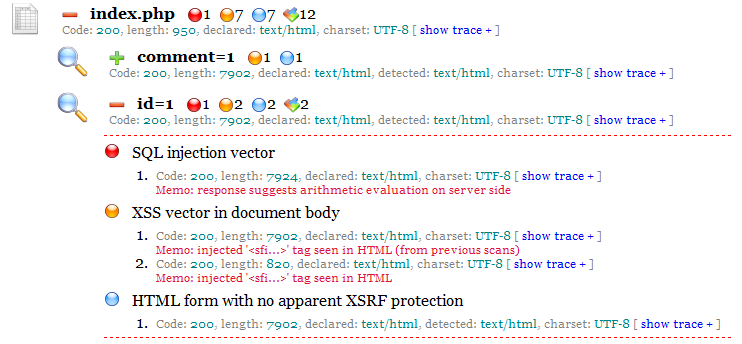 index.php 1 7 7 12
Code: 200, length: 950, declared: text/html, charset: UTF-8 [ show trace + ]
comment=1 1 1
Code: 200, length: 7902, declared: text/html, detected: text/html, charset: UTF-8 [ show trace + ]
id=1 1 2 2 2
Code: 200, length: 7902, declared: text/html, detected: text/html, charset: UTF-8 [ show trace + ]
SQL injection vector
1. Code: 200, length: 7924, declared: text/html, charset: UTF-8 [ show trace + ]
Memo: response suggests arithmetic evaluation on server side
XSS vector in document body
1. Code: 200, length: 7902, declared: text/html, charset: UTF-8 [ show trace + ]
Memo: injected '<sfi...>' tag seen in HTML (from previous scans)
2. Code: 200, length: 820, declared: text/html, charset: UTF-8 [ show trace + ]
Memo: injected '<sfi...>' tag seen in HTML
HTML form with no apparent XSRF protection
1. Code: 200, length: 7902, declared: text/html, detected: text/html, charset: UTF-8 [ show trace + ]